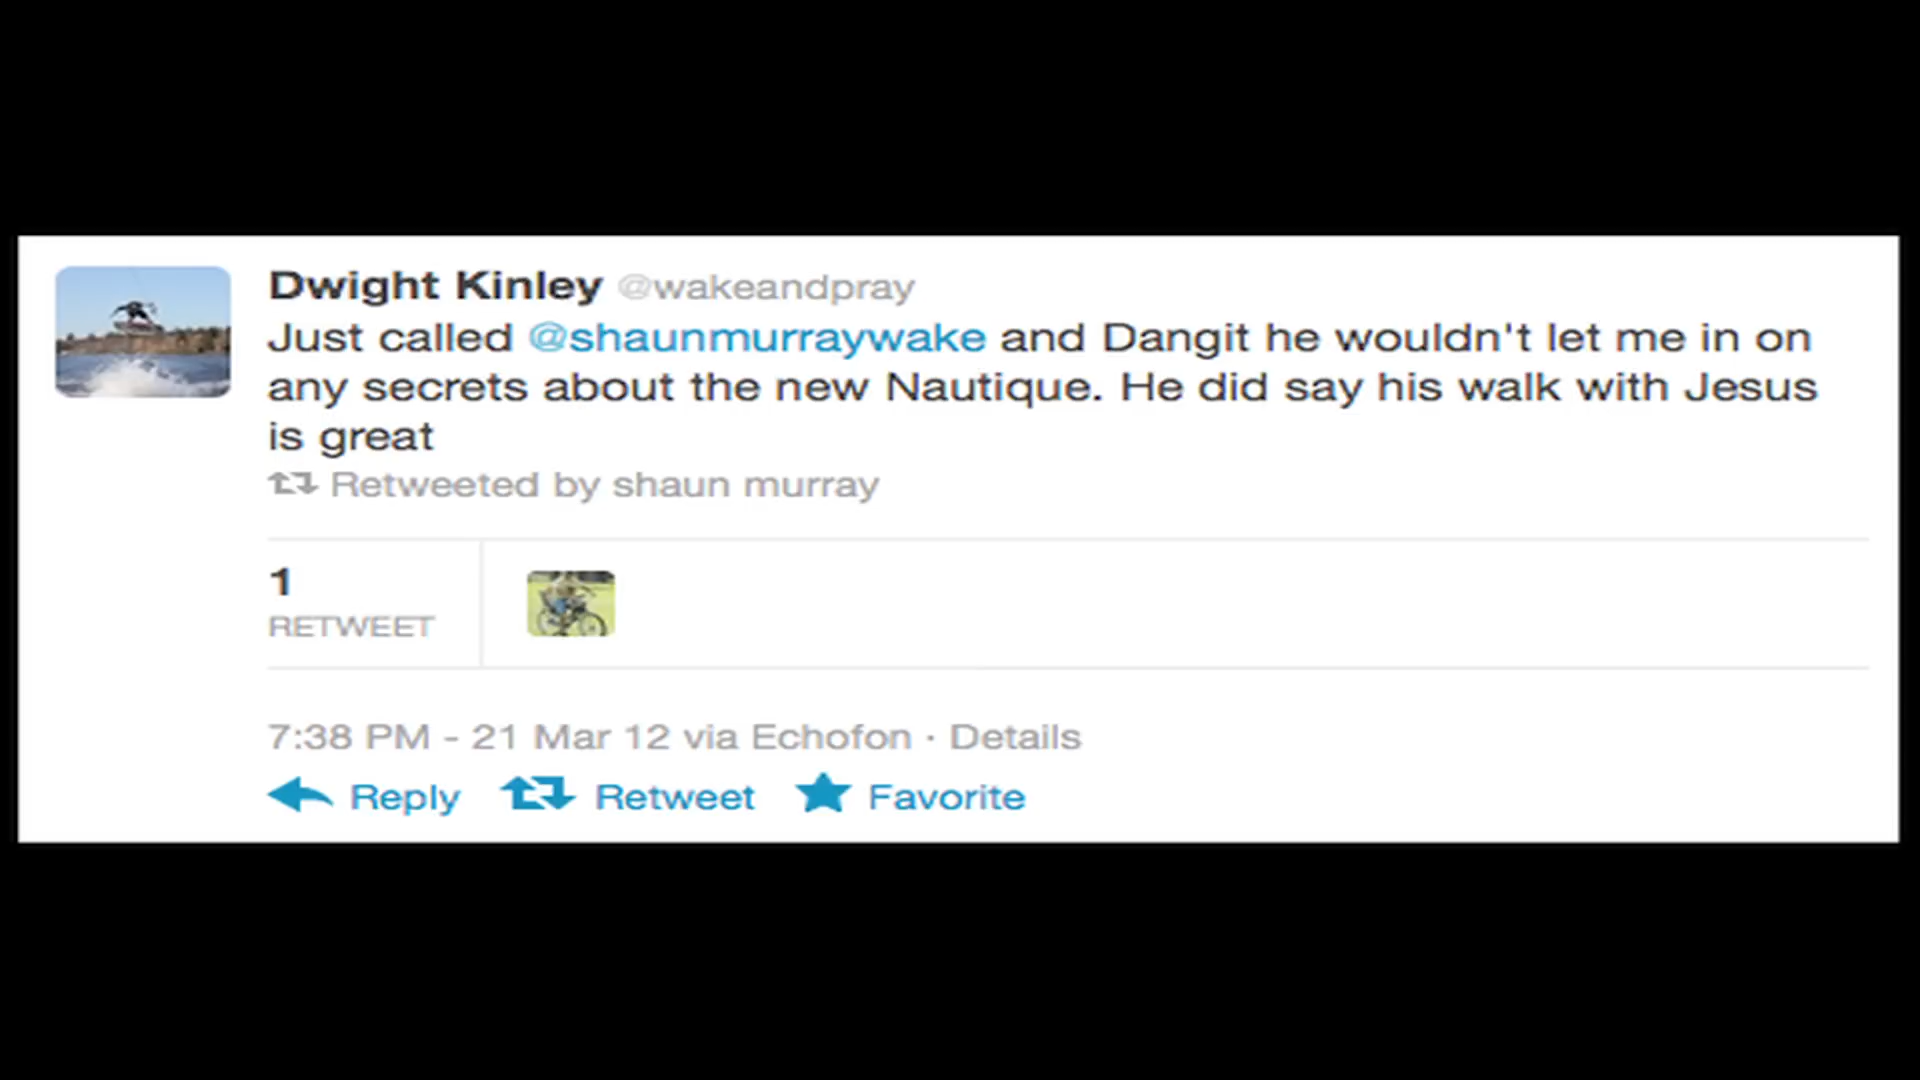 Dwight Kinley @wakeandpray
Just called @shaunmurraywake and Dangit he wouldn't let me in on
any secrets about the new Nautique. He did say his walk with Jesus
is great
Retweeted by shaun murray
1
RETWEET
7:38 PM - 21 Mar 12 via Echofon · Details
Reply Retweet Favorite